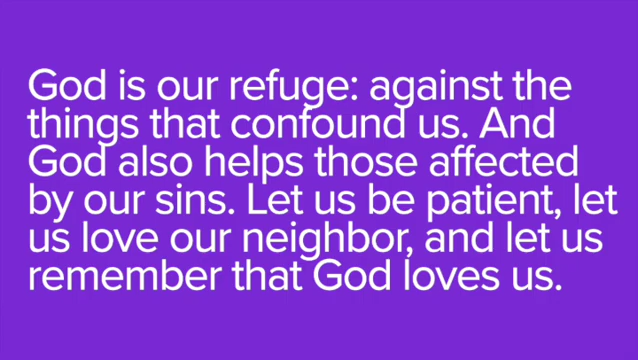 God is our refuge: against the
things that confound us. And
God also helps those affected
by our sins. Let us be patient, let
us love our neighbor, and let us
remember that God loves us.